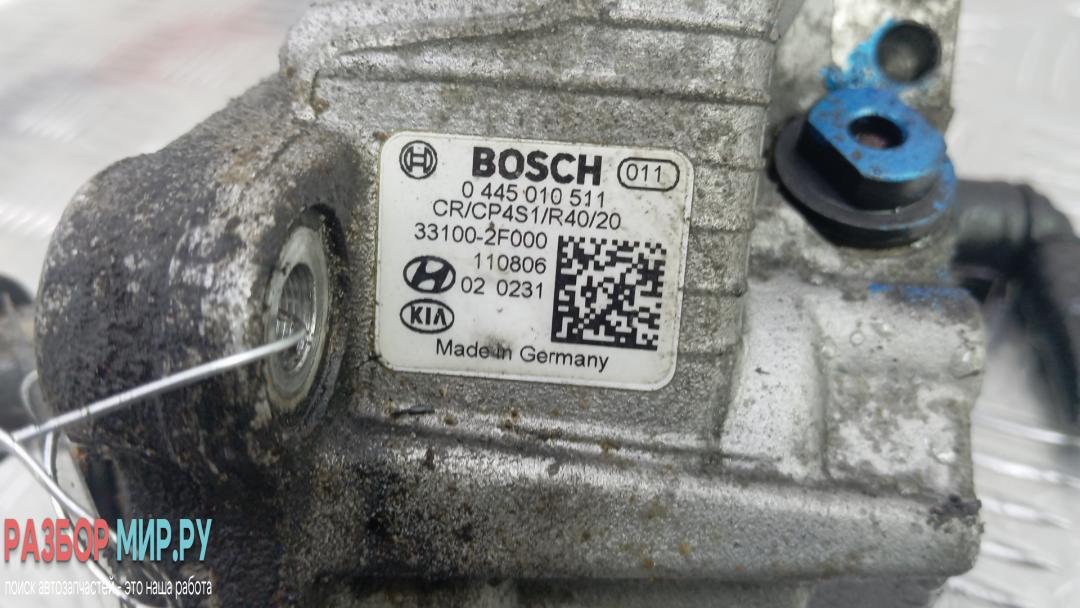 BOSCH 011
0 445 010 511
CR/CP4S1/R40/20
33100-2F000
110806
02 0231
KIA
Made in Germany
РАЗБОР МИР.РУ
поиск автозапчастей - это наша работа